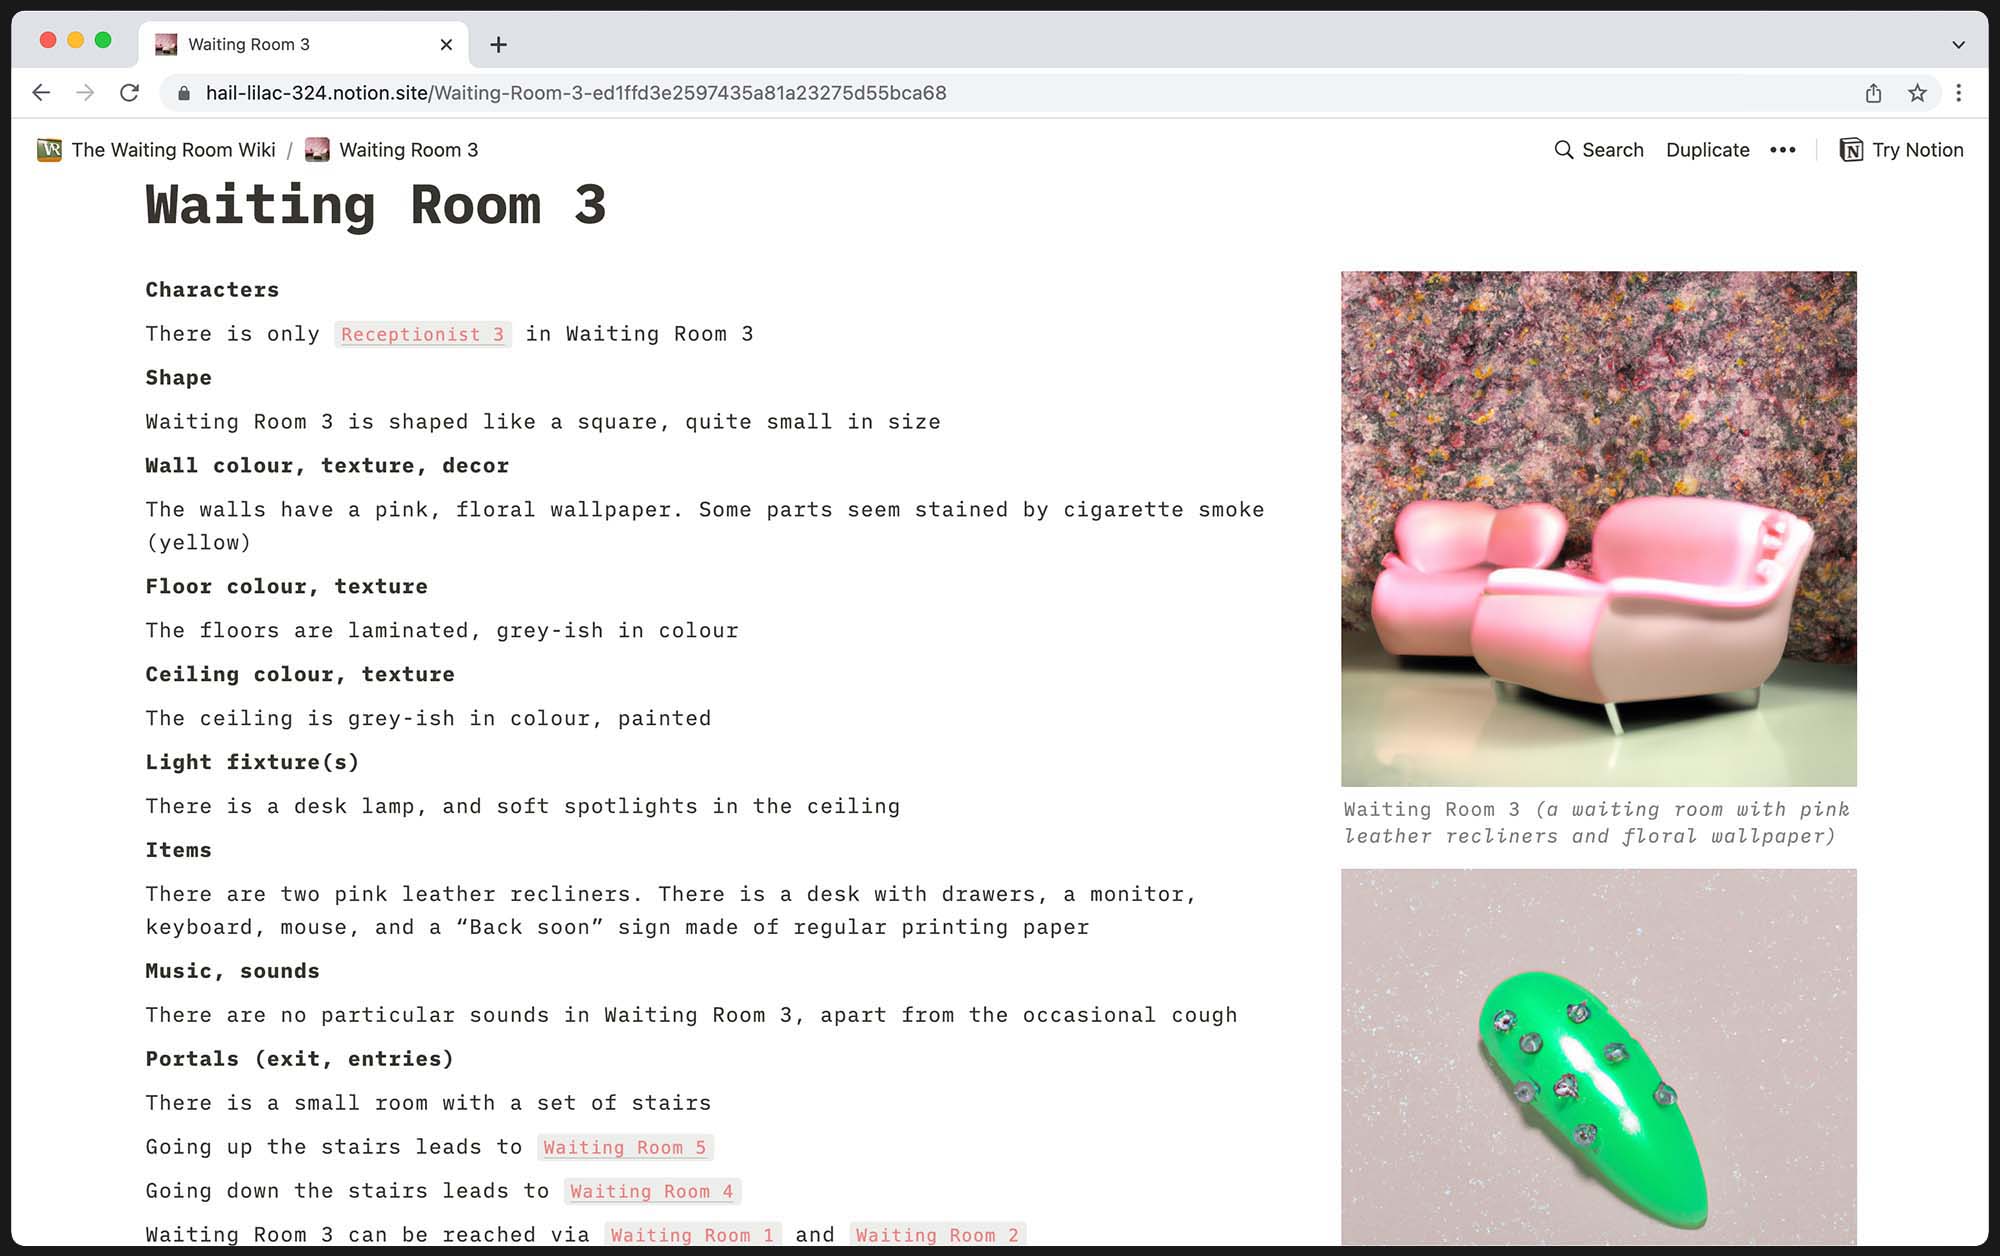 Waiting Room 3
hail-lilac-324.notion.site/Waiting-Room-3-ed1ffd3e2597435a81a23275d55bca68
The Waiting Room Wiki / Waiting Room 3
Search Duplicate ••• Try Notion
Waiting Room 3
Characters
There is only Receptionist 3 in Waiting Room 3
Shape
Waiting Room 3 is shaped like a square, quite small in size
Wall colour, texture, decor
The walls have a pink, floral wallpaper. Some parts seem stained by cigarette smoke
(yellow)
Floor colour, texture
The floors are laminated, grey-ish in colour
Ceiling colour, texture
The ceiling is grey-ish in colour, painted
Light fixture(s)
There is a desk lamp, and soft spotlights in the ceiling
Items
There are two pink leather recliners. There is a desk with drawers, a monitor,
keyboard, mouse, and a “Back soon” sign made of regular printing paper
Music, sounds
There are no particular sounds in Waiting Room 3, apart from the occasional cough
Portals (exit, entries)
There is a small room with a set of stairs
Going up the stairs leads to Waiting Room 5
Going down the stairs leads to Waiting Room 4
Waiting Room 3 can be reached via Waiting Room 1 and Waiting Room 2
Waiting Room 3 (a waiting room with pink
leather recliners and floral wallpaper)